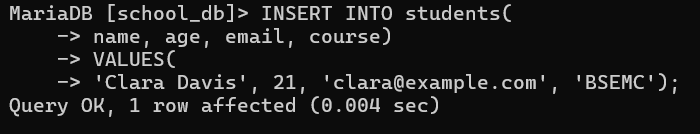 MariaDB [school_db]> INSERT INTO students(
    -> name, age, email, course)
    -> VALUES(
    -> 'Clara Davis', 21, 'clara@example.com', 'BSEMC');
Query OK, 1 row affected (0.004 sec)